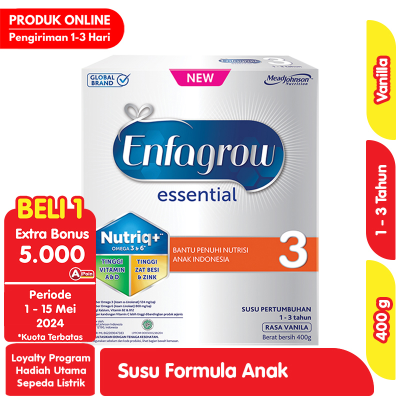 PRODUK ONLINE
Pengiriman 1-3 Hari
GLOBAL
BRAND
NEW
MeadJohnson
Nutrition
Enfagrow
essential
Nutriq+
OMEGA 3 & 6
TINGGI
VITAMIN
A & D
TINGGI
ZAT BESI
& ZINK
BANTU PENUHI NUTRISI
ANAK INDONESIA
3
SUSU PERTUMBUHAN
1 - 3 tahun
RASA VANILA
Berat bersih 400g
Vanilla
1 - 3 Tahun
400 g
BELI 1
Extra Bonus
5.000
Periode
1 - 15 Mei
2024
*Kuota Terbatas
Loyalty Program
Hadiah Utama
Sepeda Listrik
Susu Formula Anak